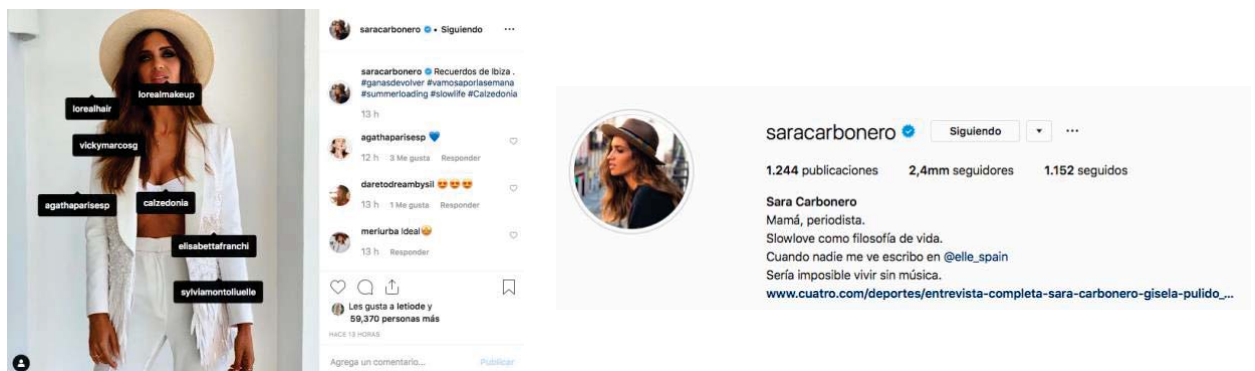 lorealmakeup
lorealhair
vickymarcosg
agathaparisesp
calzedonia
elisabettafranchi
sylviamontoliuelle
saracarbonero • Siguiendo
saracarbonero Recuerdos de Ibiza .
#ganasdevolver #vamosaporlasemana
#summerloading #slowlife #Calzedonia
13 h
agathaparisesp 💙
12 h 3 Me gusta Responder
daretodreambysil 😍😍😍
13 h 1 Me gusta Responder
meriurba Ideal🤩
13 h Responder
Les gusta a letiode y
59,370 personas más
HACE 13 HORAS
Agrega un comentario... Publicar
saracarbonero Siguiendo
1.244 publicaciones 2,4mm seguidores 1.152 seguidos
Sara Carbonero
Mamá, periodista.
Slowlove como filosofía de vida.
Cuando nadie me ve escribo en @elle_spain
Sería imposible vivir sin música.
www.cuatro.com/deportes/entrevista-completa-sara-carbonero-gisela-pulido_...